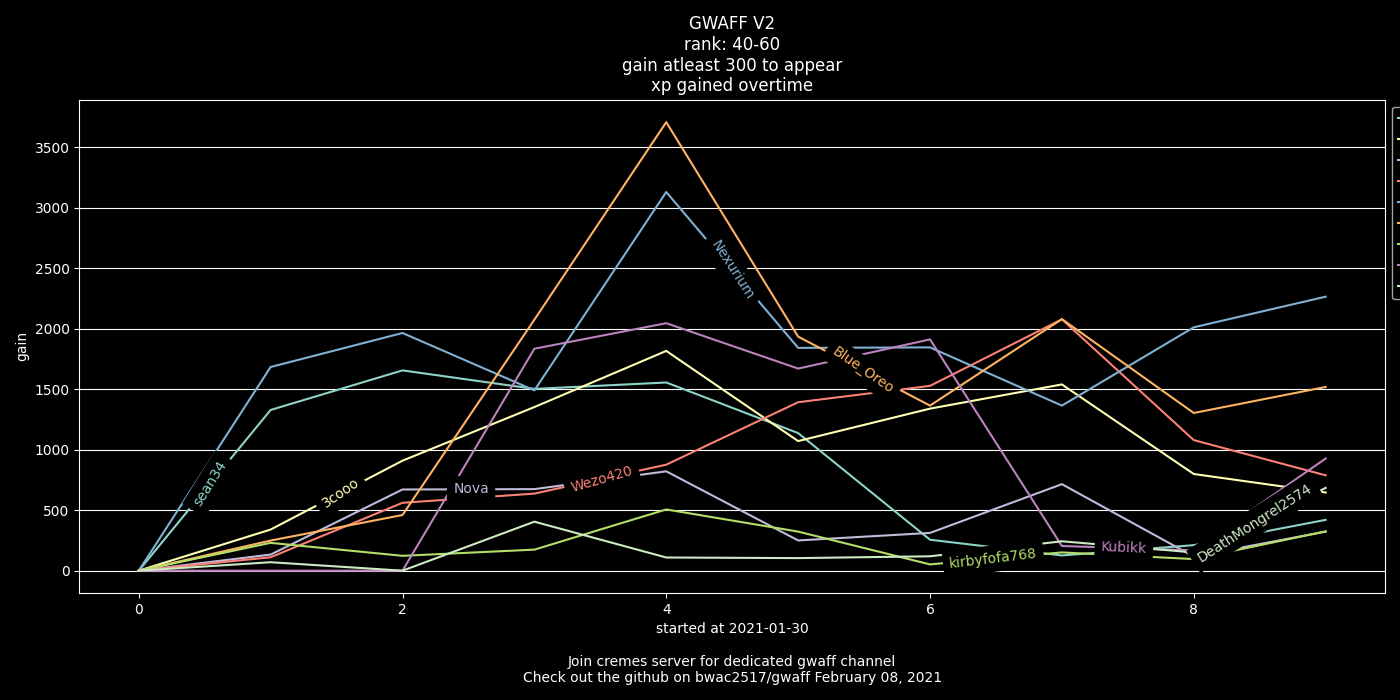 GWAFF V2
rank: 40-60
gain atleast 300 to appear
xp gained overtime
gain
3500
3000
2500
2000
1500
1000
500
0
Nexurium
Blue_Oreo
sean34
3cooo
Nova
Wezo420
kirbyfofa768
Kubikk
DeathMongrel2574
0
2
4
6
8
started at 2021-01-30
Join cremes server for dedicated gwaff channel
Check out the github on bwac2517/gwaff February 08, 2021